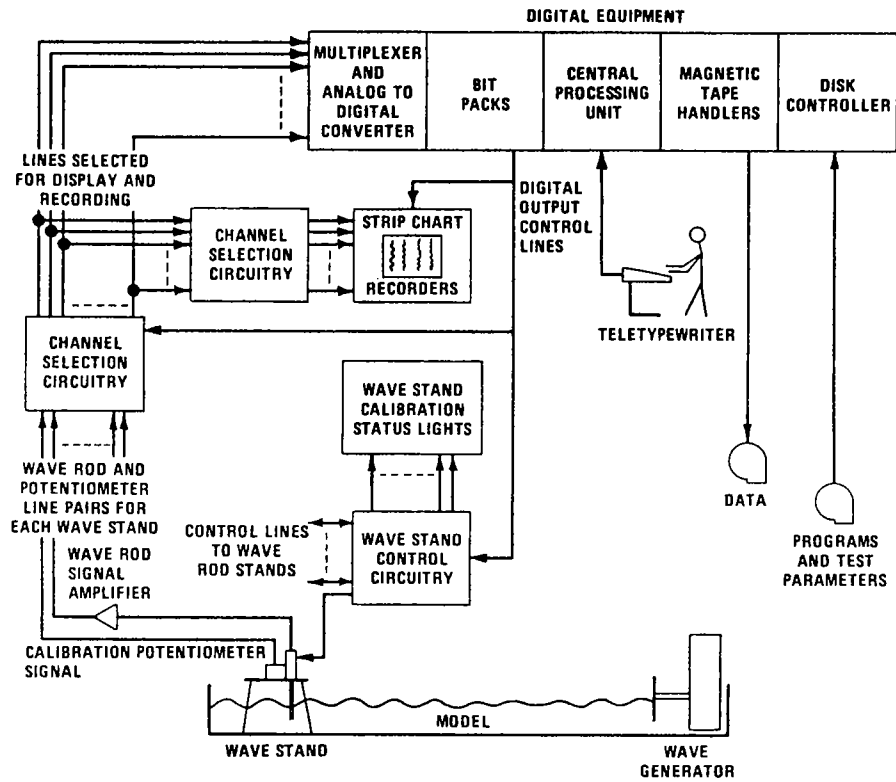 DIGITAL EQUIPMENT
MULTIPLEXER
AND
ANALOG TO
DIGITAL
CONVERTER
BIT
PACKS
CENTRAL
PROCESSING
UNIT
MAGNETIC
TAPE
HANDLERS
DISK
CONTROLLER
LINES SELECTED
FOR DISPLAY AND
RECORDING
CHANNEL
SELECTION
CIRCUITRY
STRIP CHART
RECORDERS
DIGITAL
OUTPUT
CONTROL
LINES
TELETYPEWRITER
CHANNEL
SELECTION
CIRCUITRY
WAVE STAND
CALIBRATION
STATUS LIGHTS
WAVE ROD AND
POTENTIOMETER
LINE PAIRS FOR
EACH WAVE STAND
DATA
CONTROL LINES
TO WAVE
ROD STANDS
WAVE STAND
CONTROL
CIRCUITRY
PROGRAMS
AND TEST
PARAMETERS
WAVE ROD
SIGNAL
AMPLIFIER
CALIBRATION POTENTIOMETER
SIGNAL
MODEL
WAVE STAND
WAVE
GENERATOR